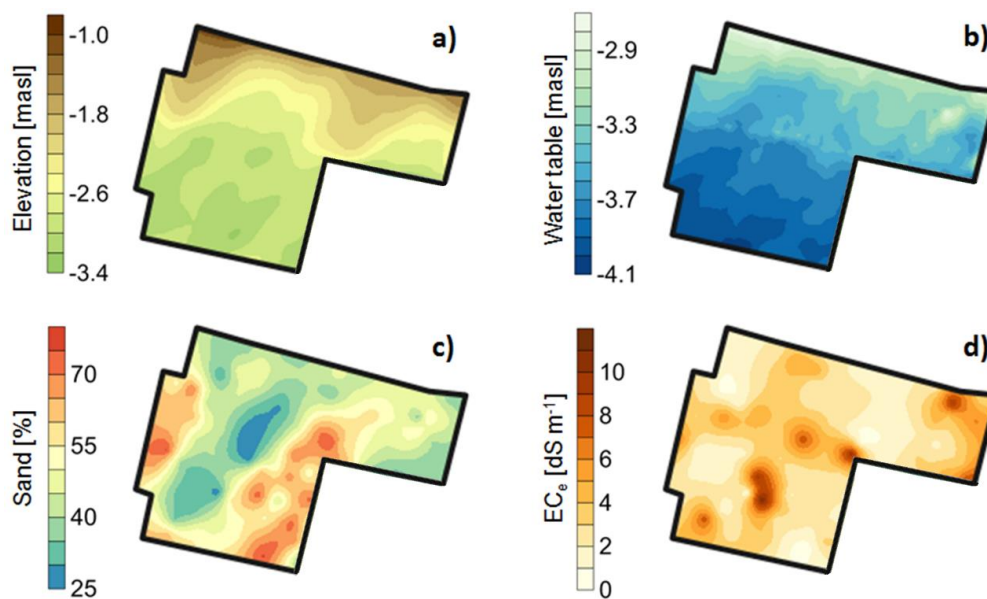 a)
Elevation [masl]
-1.0
-1.8
-2.6
-3.4
b)
Water table [masl]
-2.9
-3.3
-3.7
-4.1
c)
Sand [%]
70
55
40
25
d)
ECe [dS m-1]
10
8
6
4
2
0